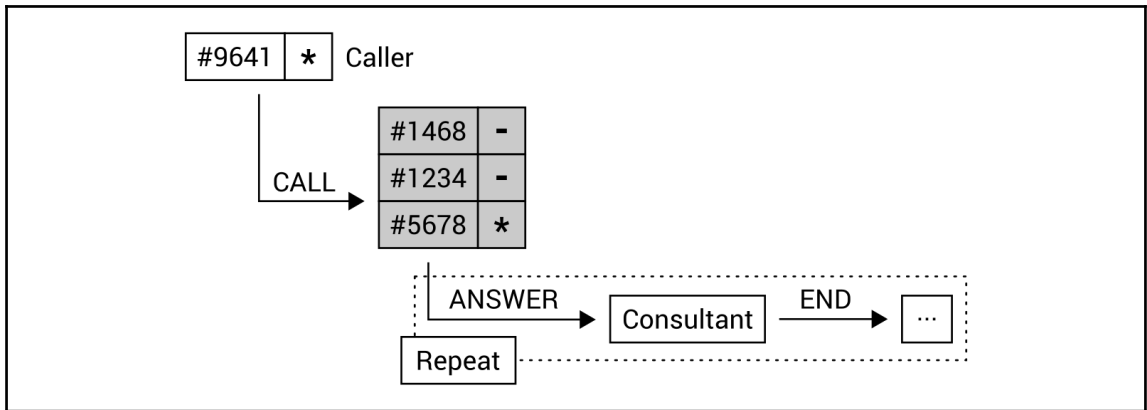 #9641 * Caller
#1468 -
CALL
#1234 -
#5678 *
ANSWER
Consultant
END
...
Repeat